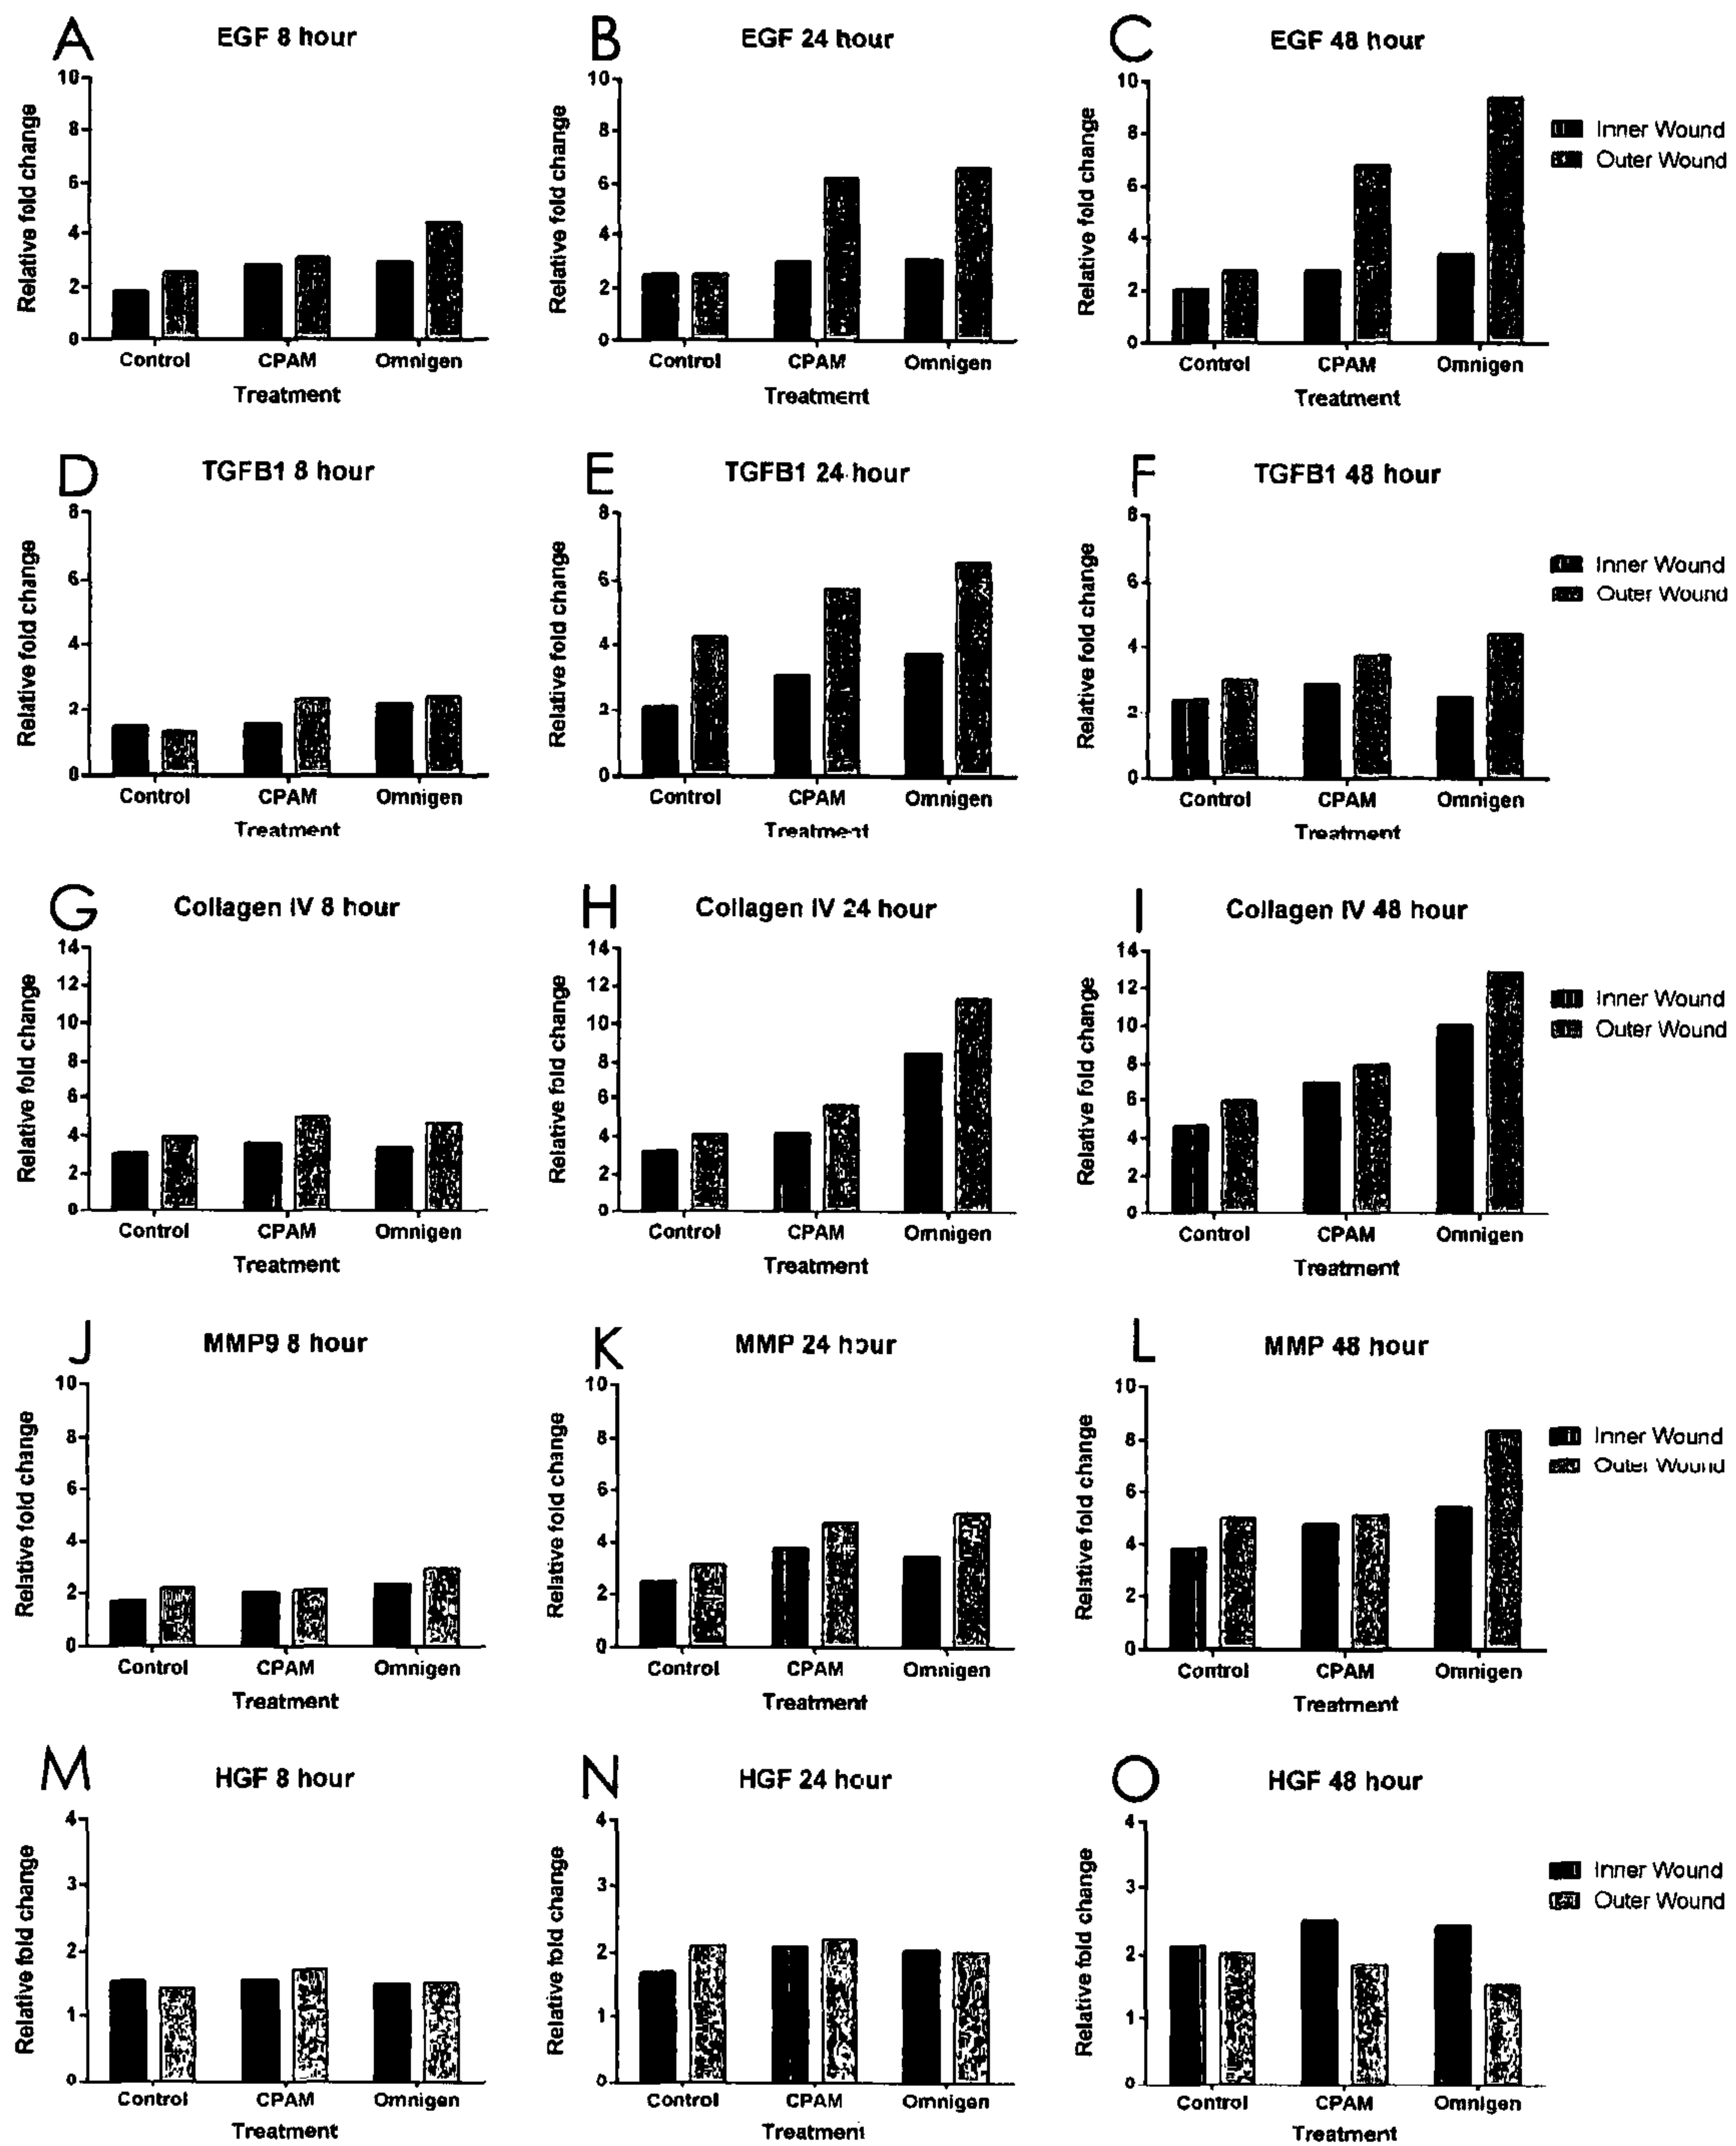 A EGF 8 hour
Relative fold change
10
8
6
4
2
0
Control CPAM Omnigen
Treatment
B EGF 24 hour
Relative fold change
10
8
6
4
2
0
Control CPAM Omnigen
Treatment
C EGF 48 hour
Relative fold change
10
8
6
4
2
0
Control CPAM Omnigen
Treatment
Inner Wound
Outer Wound
D TGFB1 8 hour
Relative fold change
8
6
4
2
0
Control CPAM Omnigen
Treatment
E TGFB1 24 hour
Relative fold change
8
6
4
2
0
Control CPAM Omnigen
Treatment
F TGFB1 48 hour
Relative fold change
8
6
4
2
0
Control CPAM Omnigen
Treatment
Inner Wound
Outer Wound
G Collagen IV 8 hour
Relative fold change
14
12
10
8
6
4
2
0
Control CPAM Omnigen
Treatment
H Collagen IV 24 hour
Relative fold change
14
12
10
8
6
4
2
0
Control CPAM Omnigen
Treatment
I Collagen IV 48 hour
Relative fold change
14
12
10
8
6
4
2
0
Control CPAM Omnigen
Treatment
Inner Wound
Outer Wound
J MMP9 8 hour
Relative fold change
10
8
6
4
2
0
Control CPAM Omnigen
Treatment
K MMP 24 hour
Relative fold change
10
8
6
4
2
0
Control CPAM Omnigen
Treatment
L MMP 48 hour
Relative fold change
10
8
6
4
2
0
Control CPAM Omnigen
Treatment
Inner Wound
Outer Wound
M HGF 8 hour
Relative fold change
4
3
2
1
0
Control CPAM Omnigen
Treatment
N HGF 24 hour
Relative fold change
4
3
2
1
0
Control CPAM Omnigen
Treatment
O HGF 48 hour
Relative fold change
4
3
2
1
0
Control CPAM Omnigen
Treatment
Inner Wound
Outer Wound